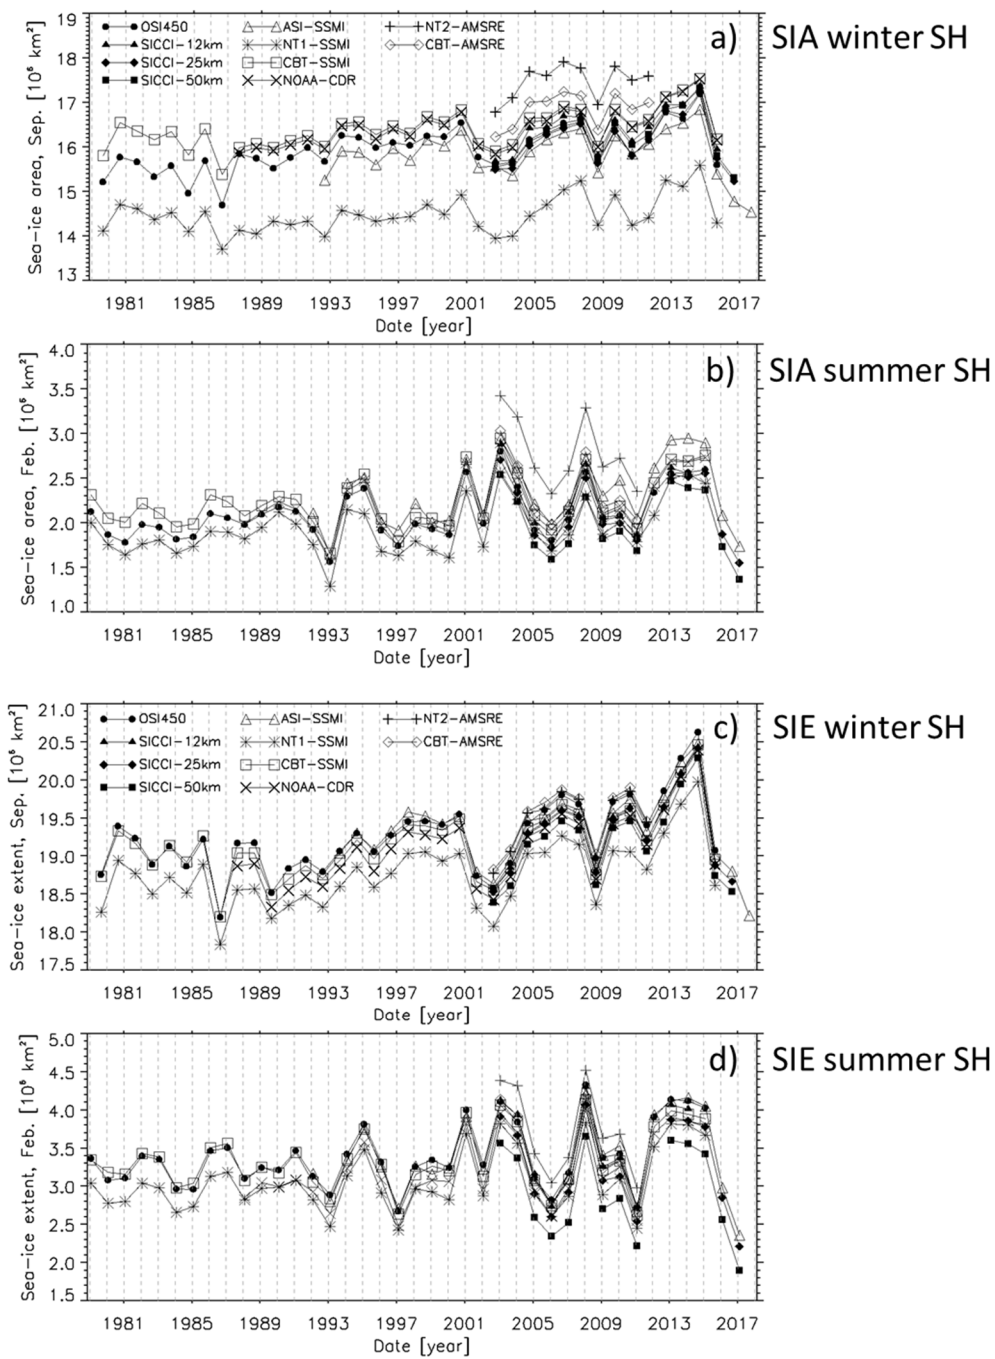 a) SIA winter SH
Sea-ice area, Sep. [10⁶ km²]
19
18
17
16
15
14
13
OSI450 ASI-SSMI NT2-AMSRE
SICCI-12km NT1-SSMI CBT-AMSRE
SICCI-25km CBT-SSMI
SICCI-50km NOAA-CDR
1981 1985 1989 1993 1997 2001 2005 2009 2013 2017
Date [year]
b) SIA summer SH
Sea-ice area, Feb. [10⁶ km²]
4.0
3.5
3.0
2.5
2.0
1.5
1.0
1981 1985 1989 1993 1997 2001 2005 2009 2013 2017
Date [year]
c) SIE winter SH
Sea-ice extent, Sep. [10⁶ km²]
21.0
20.5
20.0
19.5
19.0
18.5
18.0
17.5
OSI450 ASI-SSMI NT2-AMSRE
SICCI-12km NT1-SSMI CBT-AMSRE
SICCI-25km CBT-SSMI
SICCI-50km NOAA-CDR
1981 1985 1989 1993 1997 2001 2005 2009 2013 2017
Date [year]
d) SIE summer SH
Sea-ice extent, Feb. [10⁶ km²]
5.0
4.5
4.0
3.5
3.0
2.5
2.0
1.5
1981 1985 1989 1993 1997 2001 2005 2009 2013 2017
Date [year]